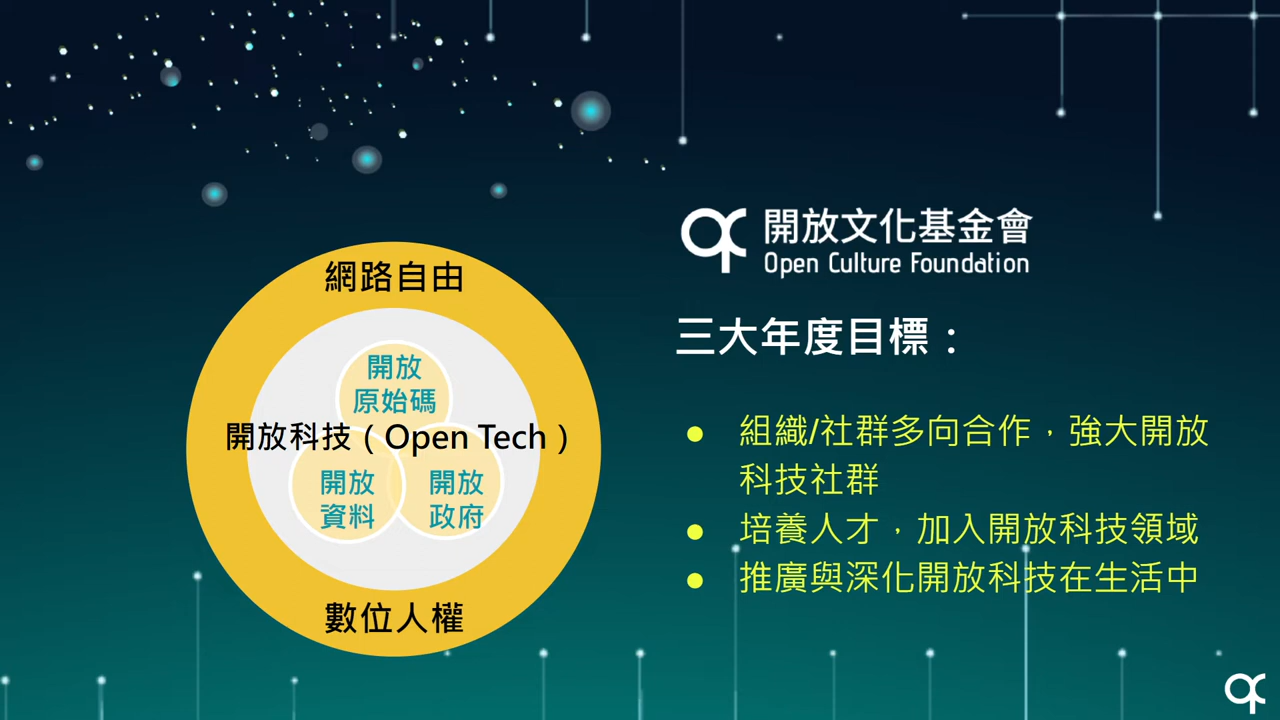 網路自由
開放
原始碼
開放科技（Open Tech）
開放
資料
開放
政府
數位人權
開放文化基金會
Open Culture Foundation
三大年度目標：
● 組織/社群多向合作，強大開放
科技社群
● 培養人才，加入開放科技領域
● 推廣與深化開放科技在生活中